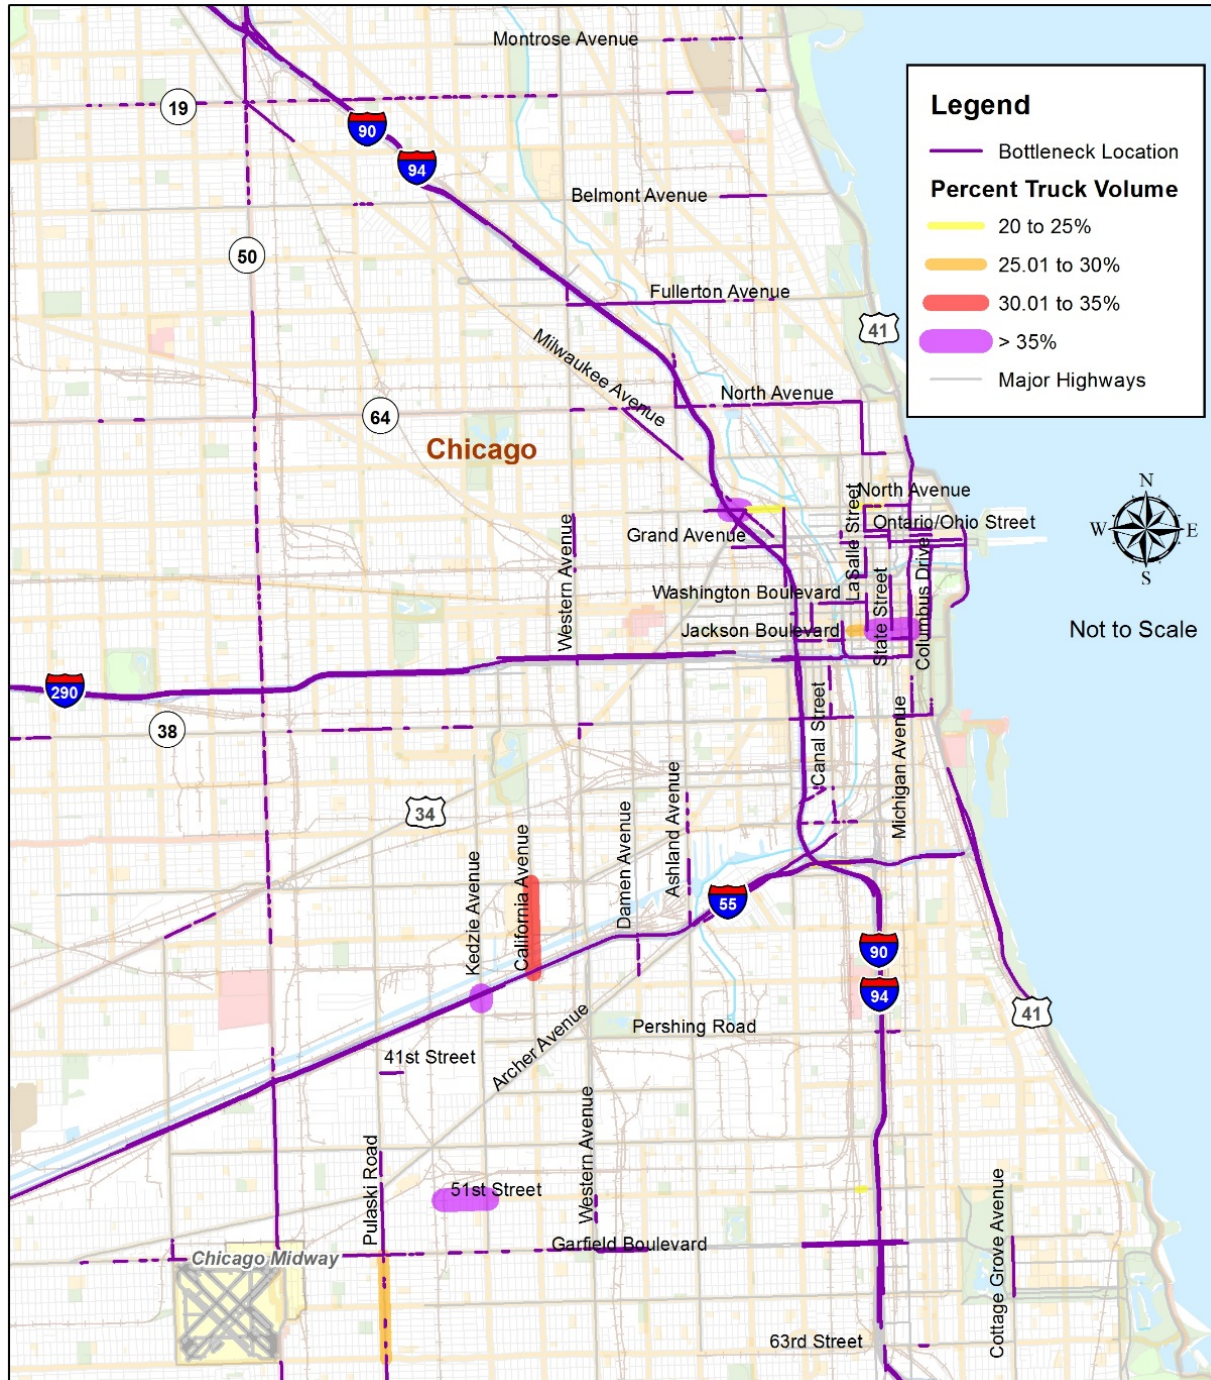 Montrose Avenue
Legend
Bottleneck Location
Percent Truck Volume
20 to 25%
25.01 to 30%
30.01 to 35%
> 35%
Major Highways
19
90
94
Belmont Avenue
50
Fullerton Avenue
41
Milwaukee Avenue
North Avenue
64
Chicago
N
W
E
S
Not to Scale
North Avenue
Ontario/Ohio Street
LaSalle Street
Grand Avenue
Western Avenue
Columbus Drive
Washington Boulevard
State Street
Jackson Boulevard
290
38
Canal Street
Michigan Avenue
34
Ashland Avenue
Damen Avenue
California Avenue
Kedzie Avenue
55
90
94
41
Pershing Road
Archer Avenue
41st Street
Western Avenue
Pulaski Road
51st Street
Garfield Boulevard
Chicago Midway
Cottage Grove Avenue
63rd Street